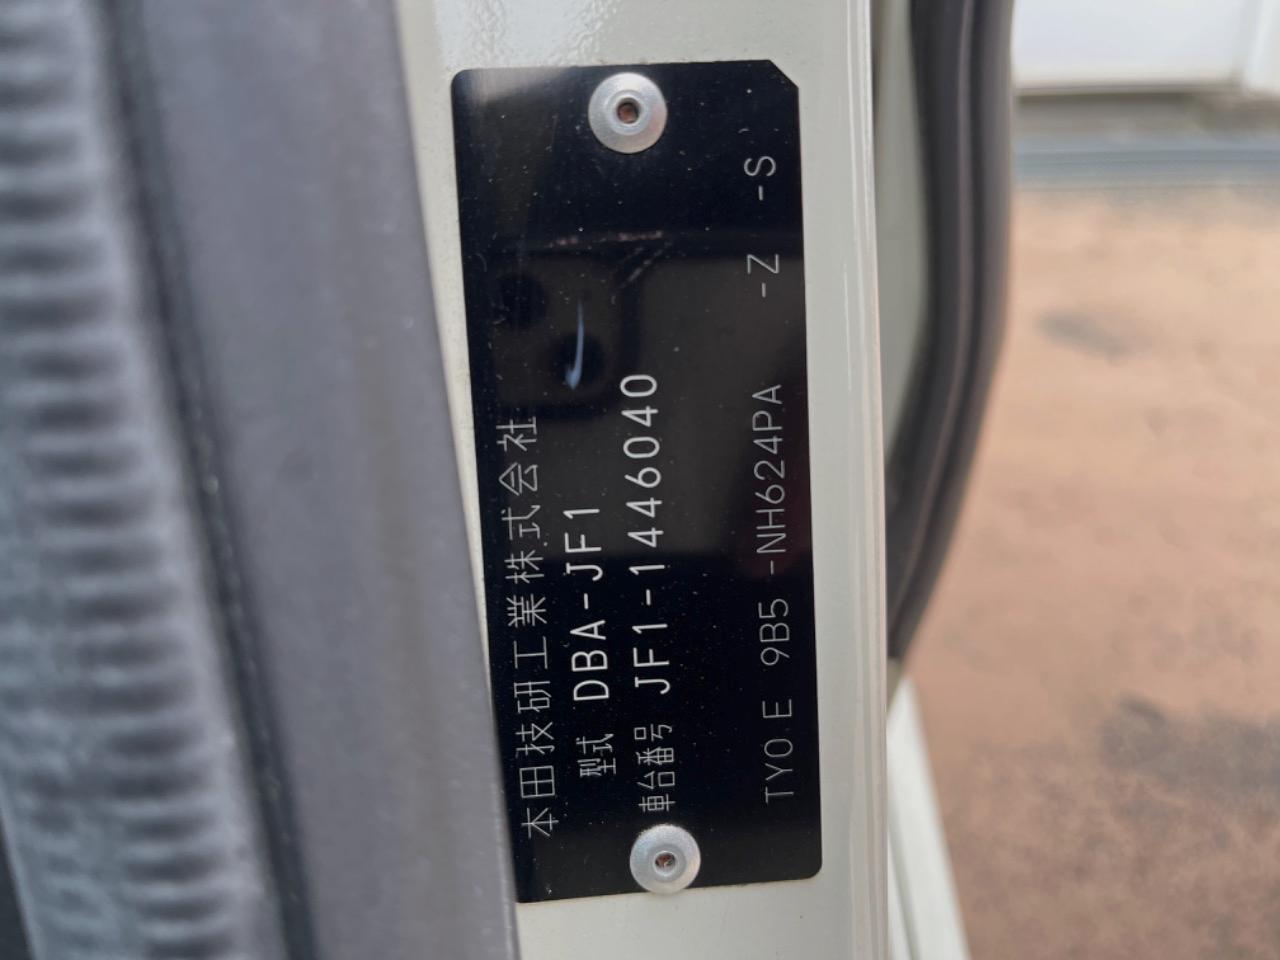 本田技研工業株式会社
型式 DBA-JF1
車台番号 JF1-1446040
TY0.E 9B5 -NH624PA -Z -S